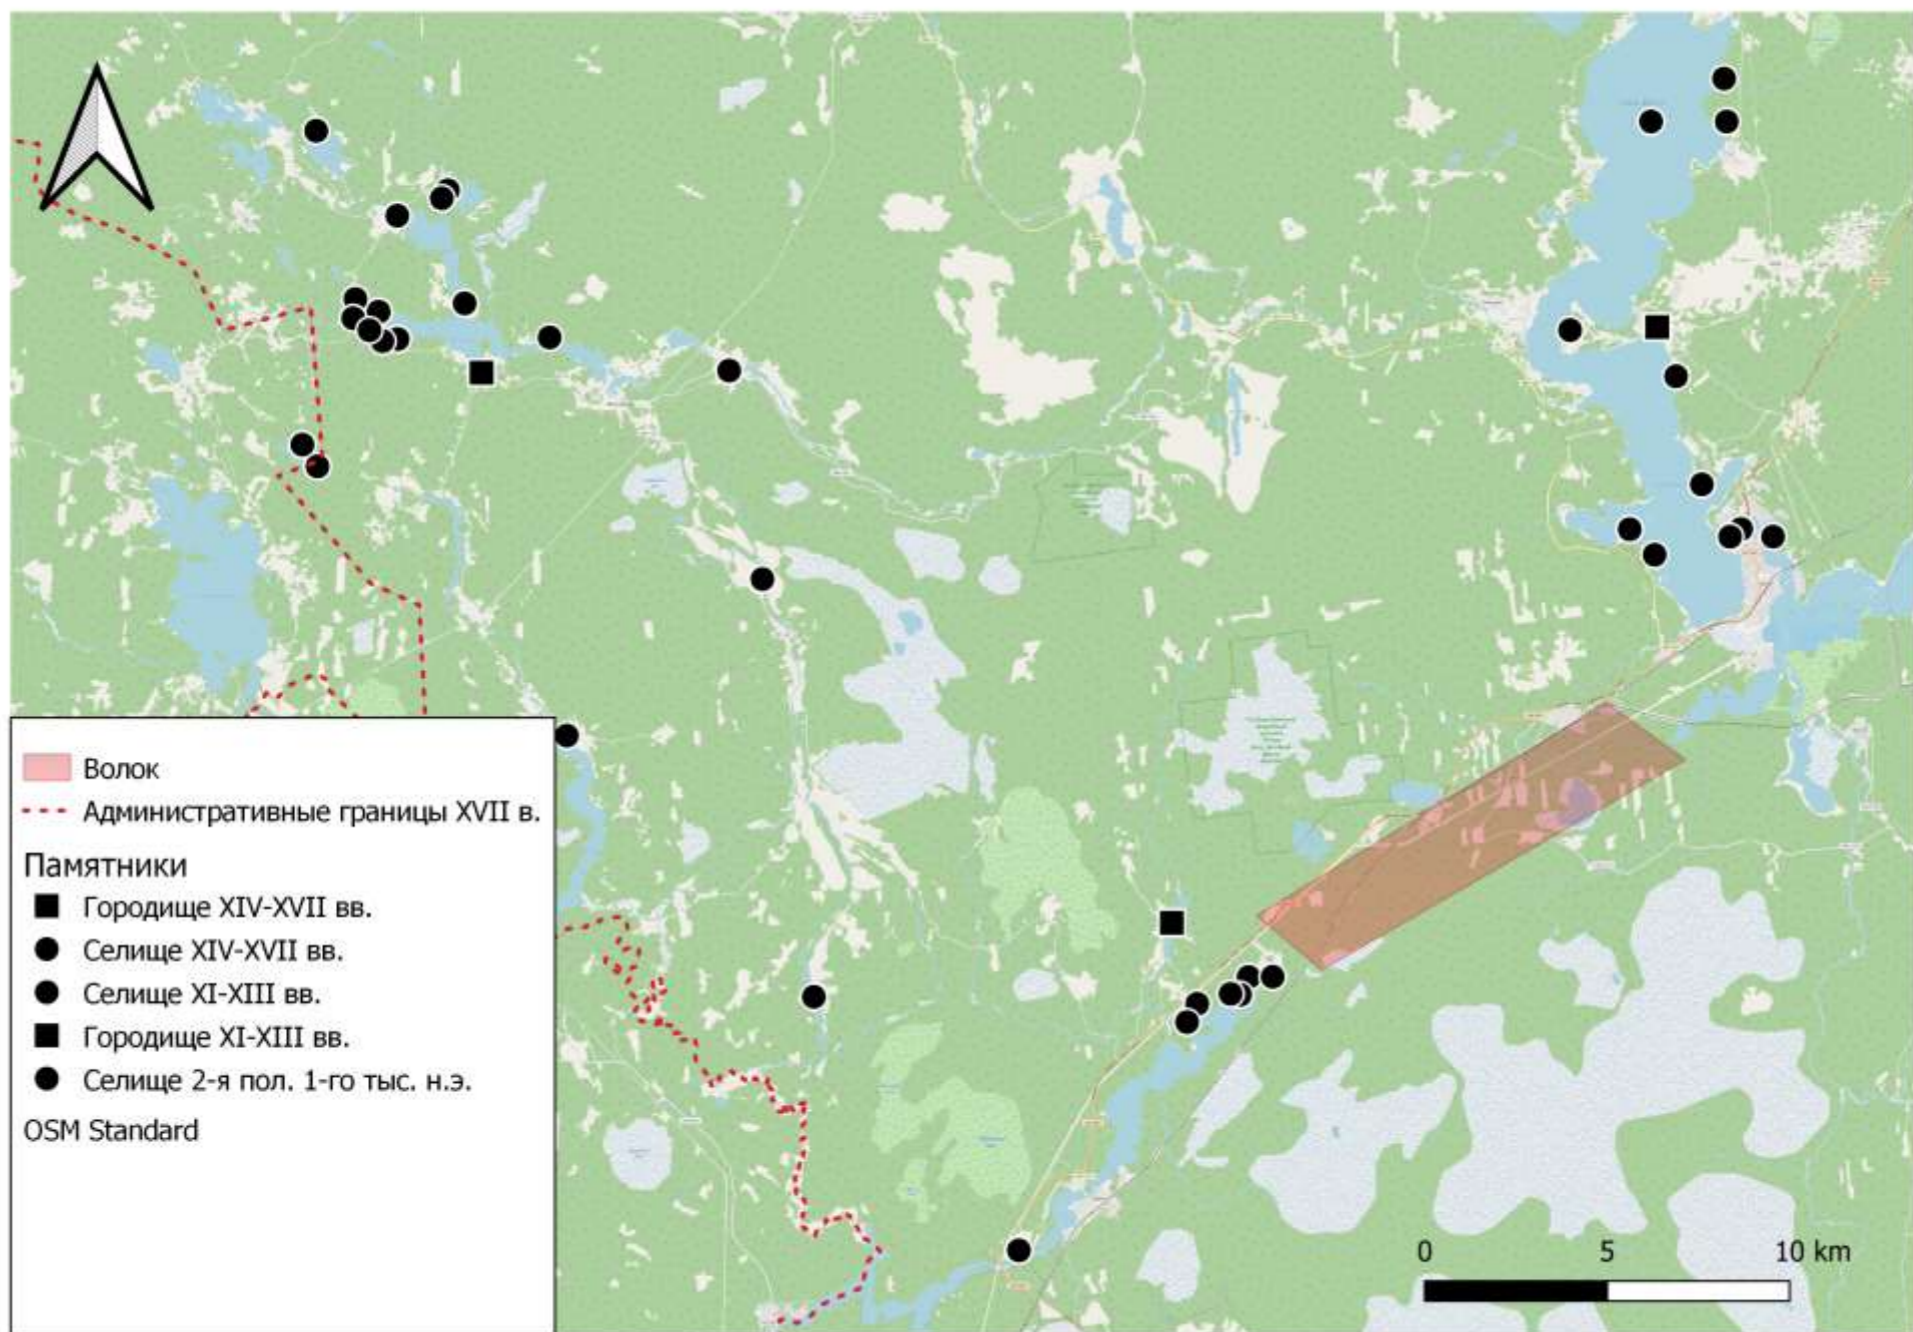 Волок
Административные границы XVII в.
Памятники
Городище XIV-XVII вв.
Селище XIV-XVII вв.
Селище XI-XIII вв.
Городище XI-XIII вв.
Селище 2-я пол. 1-го тыс. н.э.
OSM Standard
0 5 10 km